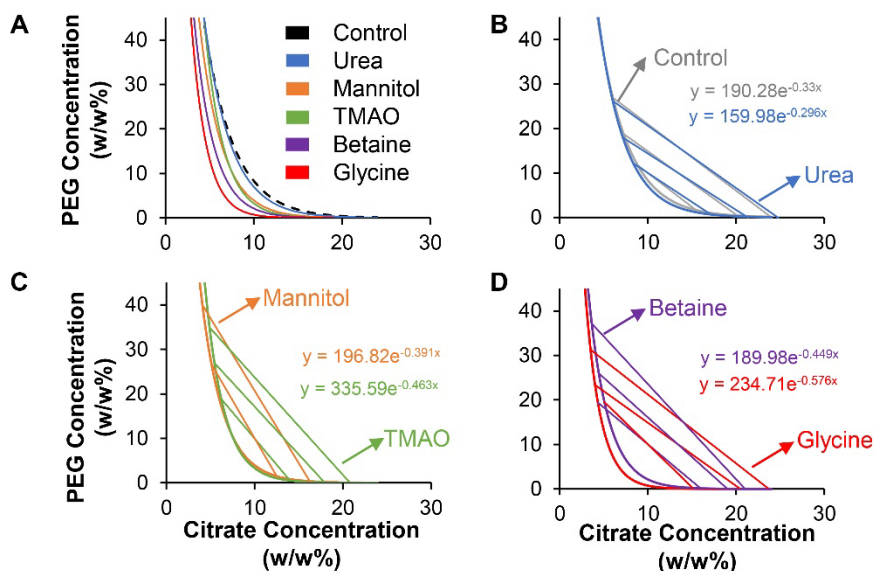 A
PEG Concentration
(w/w%)
40
30
20
10
0
0
10
20
30
Control
Urea
Mannitol
TMAO
Betaine
Glycine
B
40
30
20
10
0
0
10
20
30
Control
y = 190.28e^-0.33x
y = 159.98e^-0.296x
Urea
C
PEG Concentration
(w/w%)
40
30
20
10
0
0
10
20
30
Mannitol
y = 196.82e^-0.391x
y = 335.59e^-0.463x
TMAO
Citrate Concentration
(w/w%)
D
40
30
20
10
0
0
10
20
30
Betaine
y = 189.98e^-0.449x
y = 234.71e^-0.576x
Glycine
Citrate Concentration
(w/w%)